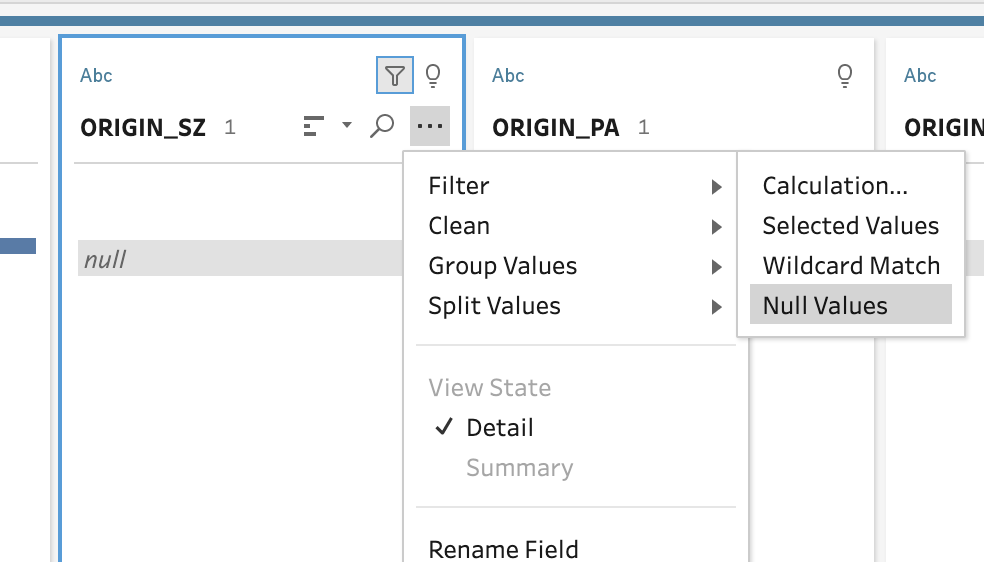 Abc
ORIGIN_SZ 1
null
Abc
ORIGIN_PA 1
Abc
ORIGIN
Filter
Clean
Group Values
Split Values
View State
Detail
Summary
Rename Field
Calculation...
Selected Values
Wildcard Match
Null Values